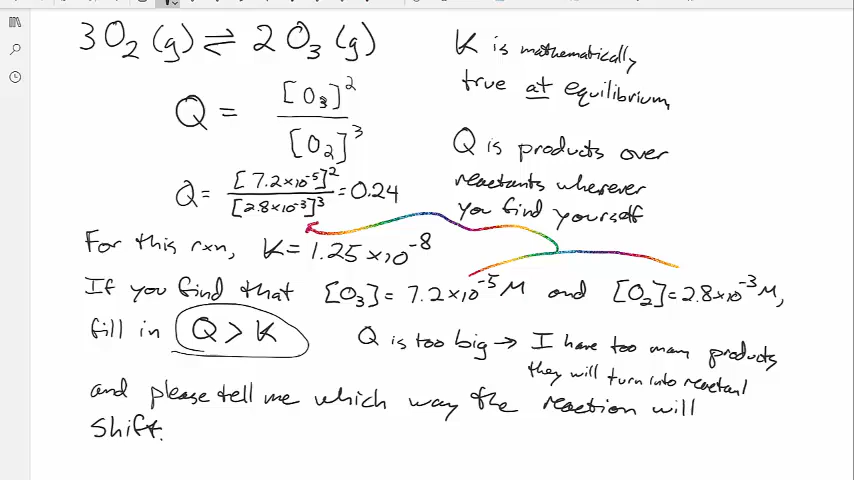 3O₂(g) ⇌ 2O₃(g)
K is mathematically
true at equilibrium
Q = [O₃]² / [O₂]³
Q is products over
reactants wherever
you find yourself
Q = [7.2×10⁻⁵]² / [2.8×10⁻³]³ = 0.24
For this rxn, K = 1.25×10⁻⁸
If you find that [O₃] = 7.2×10⁻⁵ M and [O₂] = 2.8×10⁻³ M,
fill in Q > K
Q is too big → I have too many products
they will turn into reactant
and please tell me which way the reaction will
shift.